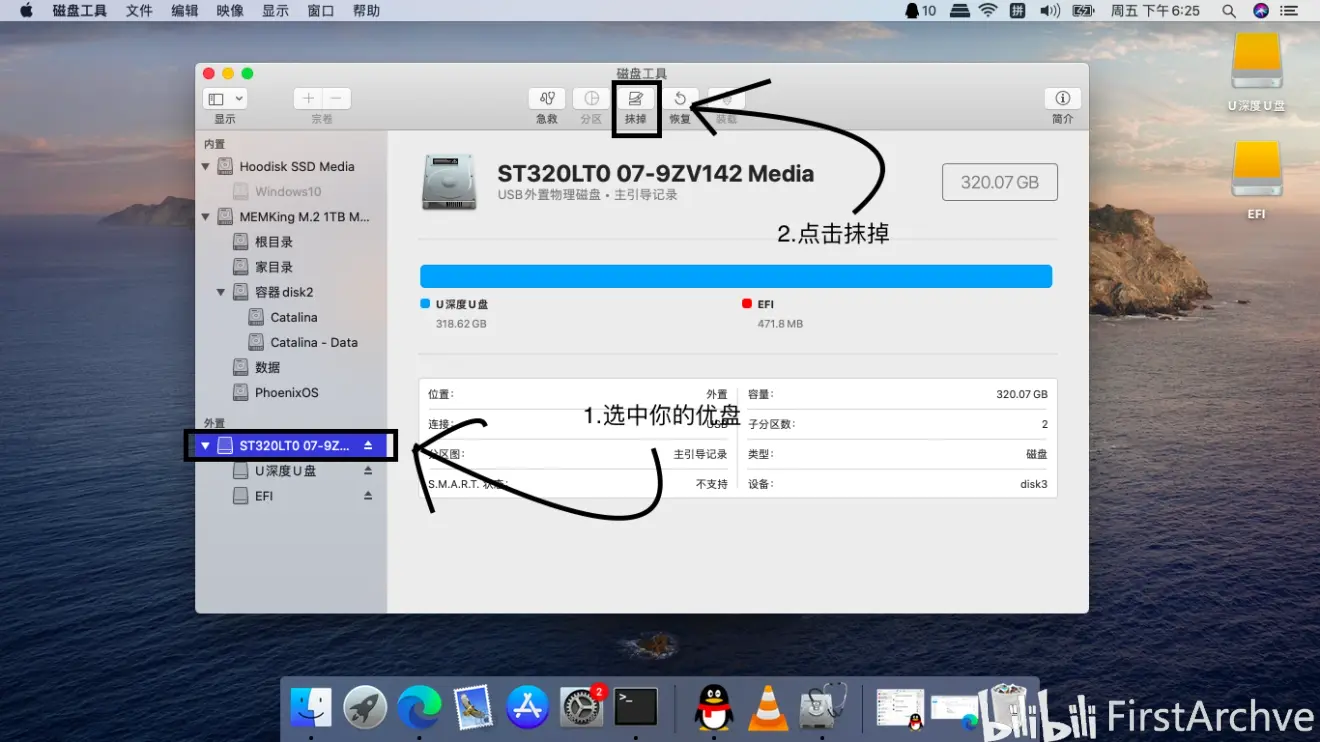 磁盘工具 文件 编辑 映像 显示 窗口 帮助 10 拼 周五 下午 6:25
磁盘工具
显示 宗卷 急救 分区 抹掉 恢复 装载 简介
U深度U盘
EFI
内置
Hoodisk SSD Media
Windows10
MEMKing M.2 1TB M...
根目录
家目录
容器 disk2
Catalina
Catalina - Data
数据
PhoenixOS
外置
ST320LT0 07-9Z...
U深度U盘
EFI
ST320LT0 07-9ZV142 Media
USB 外置物理磁盘 • 主引导记录
320.07 GB
2.点击抹掉
U深度U盘 EFI
318.62 GB 471.8 MB
位置: 外置 容量: 320.07 GB
1.选中你的优盘
连接: USB 子分区数: 2
分区图: 主引导记录 类型: 磁盘
S.M.A.R.T. 状态: 不支持 设备: disk3
2
bilibili FirstArchve